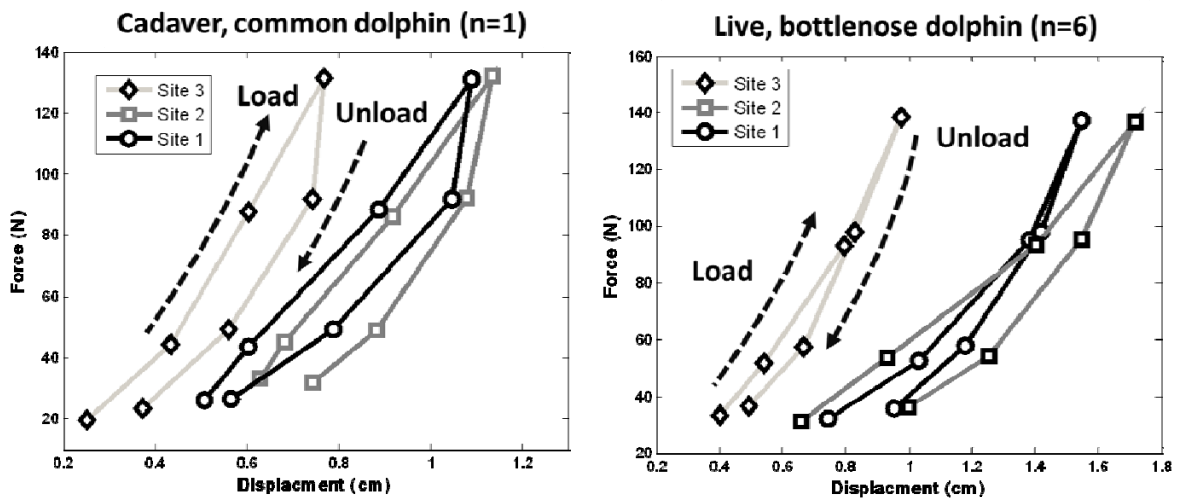 Cadaver, common dolphin (n=1)
140
120
100
80
60
40
20
Force (N)
Site 3
Site 2
Site 1
Load
Unload
0.2 0.4 0.6 0.8 1 1.2
Displacment (cm)
Live, bottlenose dolphin (n=6)
160
140
120
100
80
60
40
20
Force (N)
Site 3
Site 2
Site 1
Load
Unload
0.2 0.4 0.6 0.8 1 1.2 1.4 1.6 1.8
Displacment (cm)